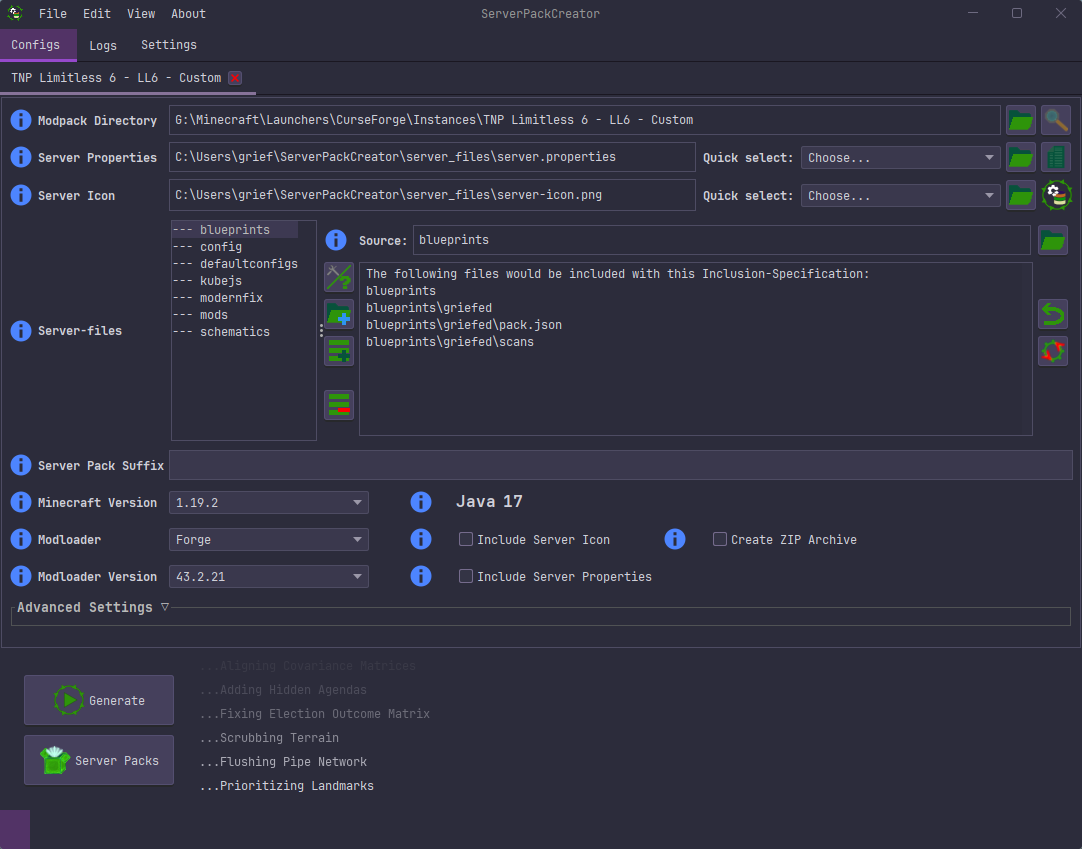 File Edit View About ServerPackCreator
Configs Logs Settings
TNP Limitless 6 - LL6 - Custom
Modpack Directory G:\Minecraft\Launchers\CurseForge\Instances\TNP Limitless 6 - LL6 - Custom
Server Properties C:\Users\grief\ServerPackCreator\server_files\server.properties Quick select: Choose...
Server Icon C:\Users\grief\ServerPackCreator\server_files\server-icon.png Quick select: Choose...
Server-files
--- blueprints
--- config
--- defaultconfigs
--- kubejs
--- modernfix
--- mods
--- schematics
Source: blueprints
The following files would be included with this Inclusion-Specification:
blueprints
blueprints\griefed
blueprints\griefed\pack.json
blueprints\griefed\scans
Server Pack Suffix
Minecraft Version 1.19.2 Java 17
Modloader Forge Include Server Icon Create ZIP Archive
Modloader Version 43.2.21 Include Server Properties
Advanced Settings ▽
...Aligning Covariance Matrices
...Adding Hidden Agendas
...Fixing Election Outcome Matrix
...Scrubbing Terrain
...Flushing Pipe Network
...Prioritizing Landmarks
Generate
Server Packs